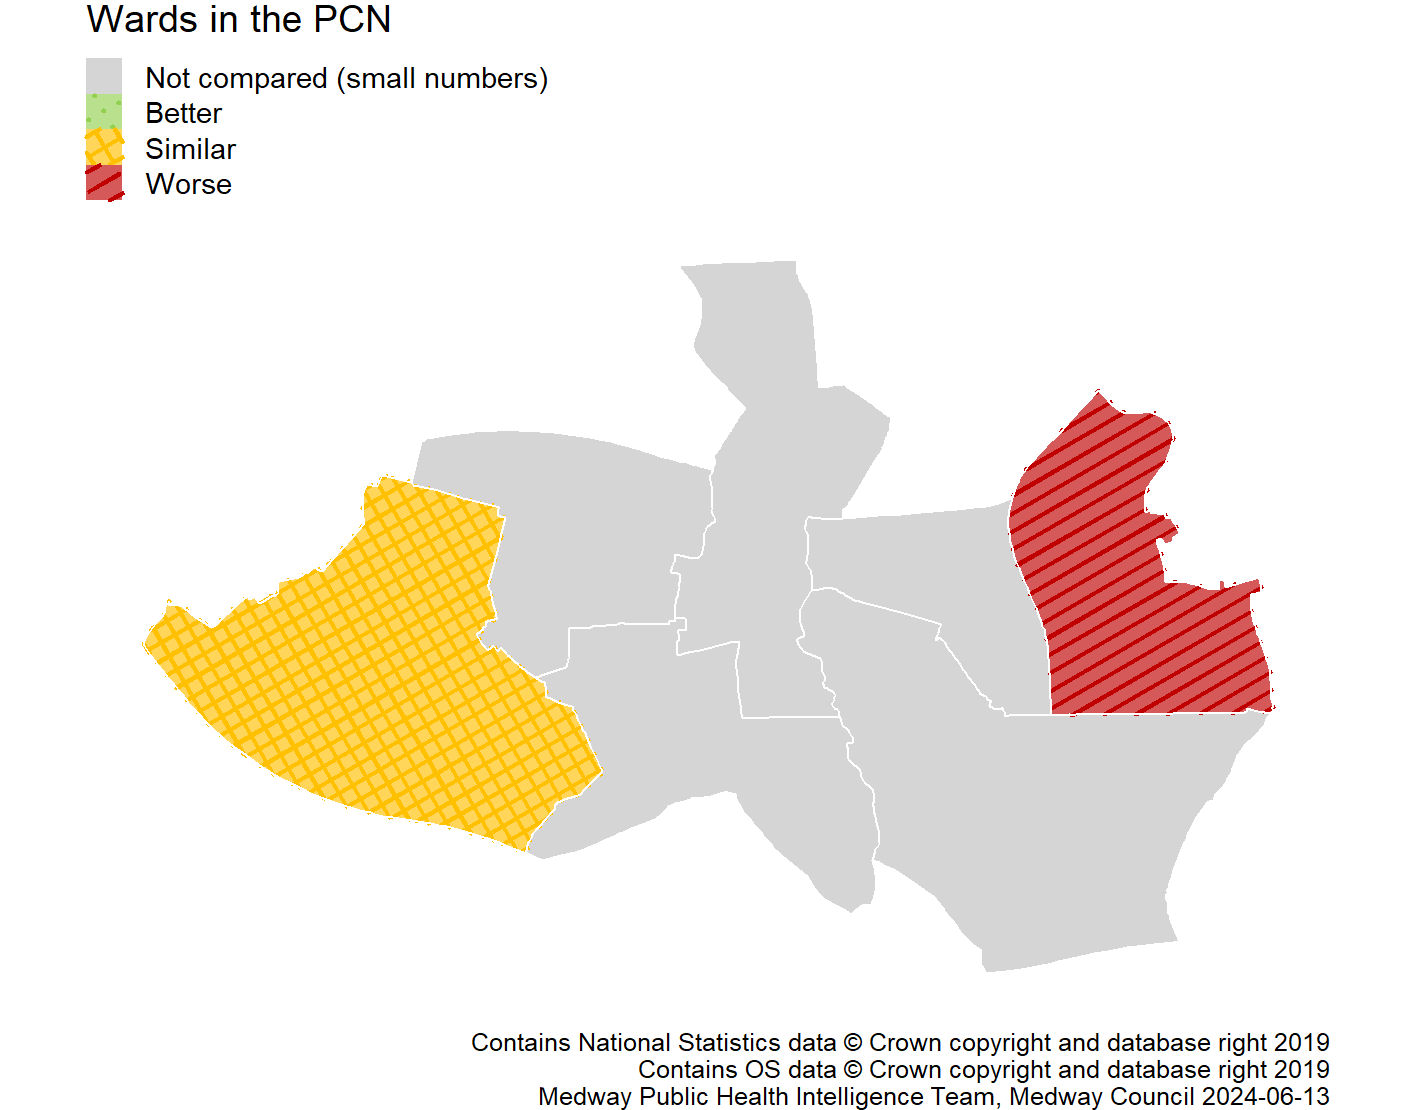 Wards in the PCN
Not compared (small numbers)
Better
Similar
Worse
Contains National Statistics data © Crown copyright and database right 2019
Contains OS data © Crown copyright and database right 2019
Medway Public Health Intelligence Team, Medway Council 2024-06-13